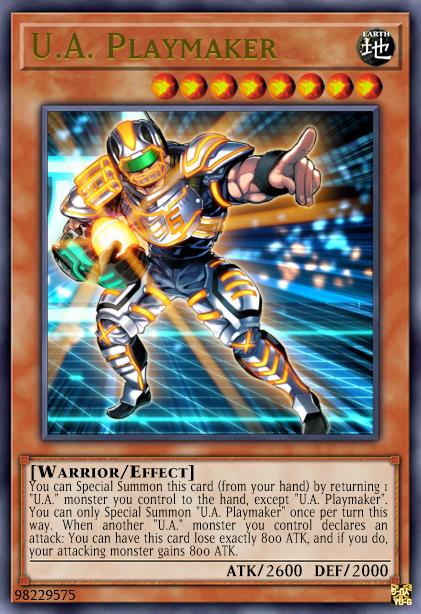 U.A. Playmaker
EARTH
地
[Warrior/Effect]
You can Special Summon this card (from your hand) by returning 1
"U.A." monster you control to the hand, except "U.A. Playmaker".
You can only Special Summon "U.A. Playmaker" once per turn this
way. When another "U.A." monster you control declares an
attack: You can have this card lose exactly 800 ATK, and if you do,
your attacking monster gains 800 ATK.
ATK/2600 DEF/2000
98229575